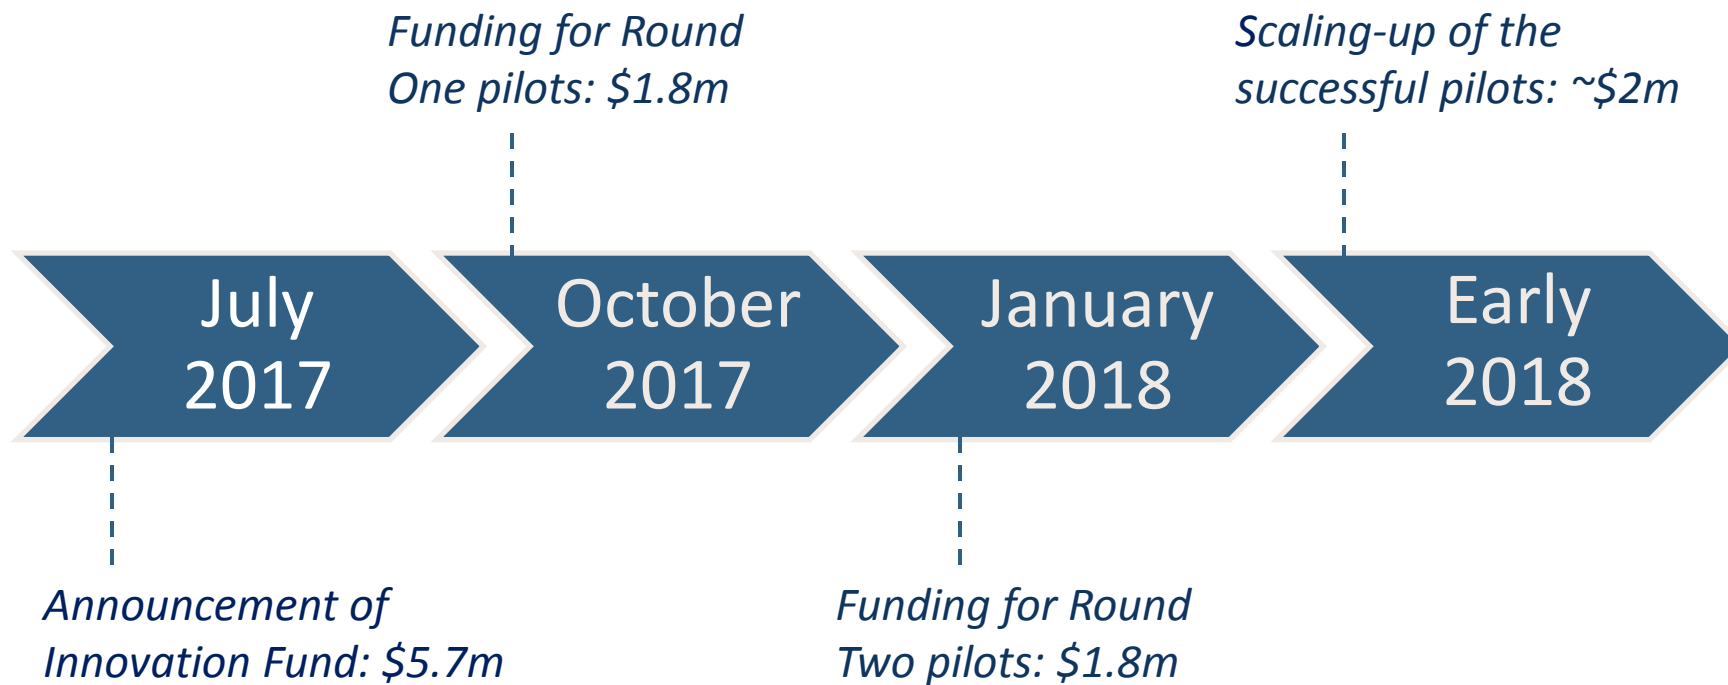 Funding for Round
One pilots: $1.8m
Scaling-up of the
successful pilots: ~$2m
July
2017
October
2017
January
2018
Early
2018
Announcement of
Innovation Fund: $5.7m
Funding for Round
Two pilots: $1.8m